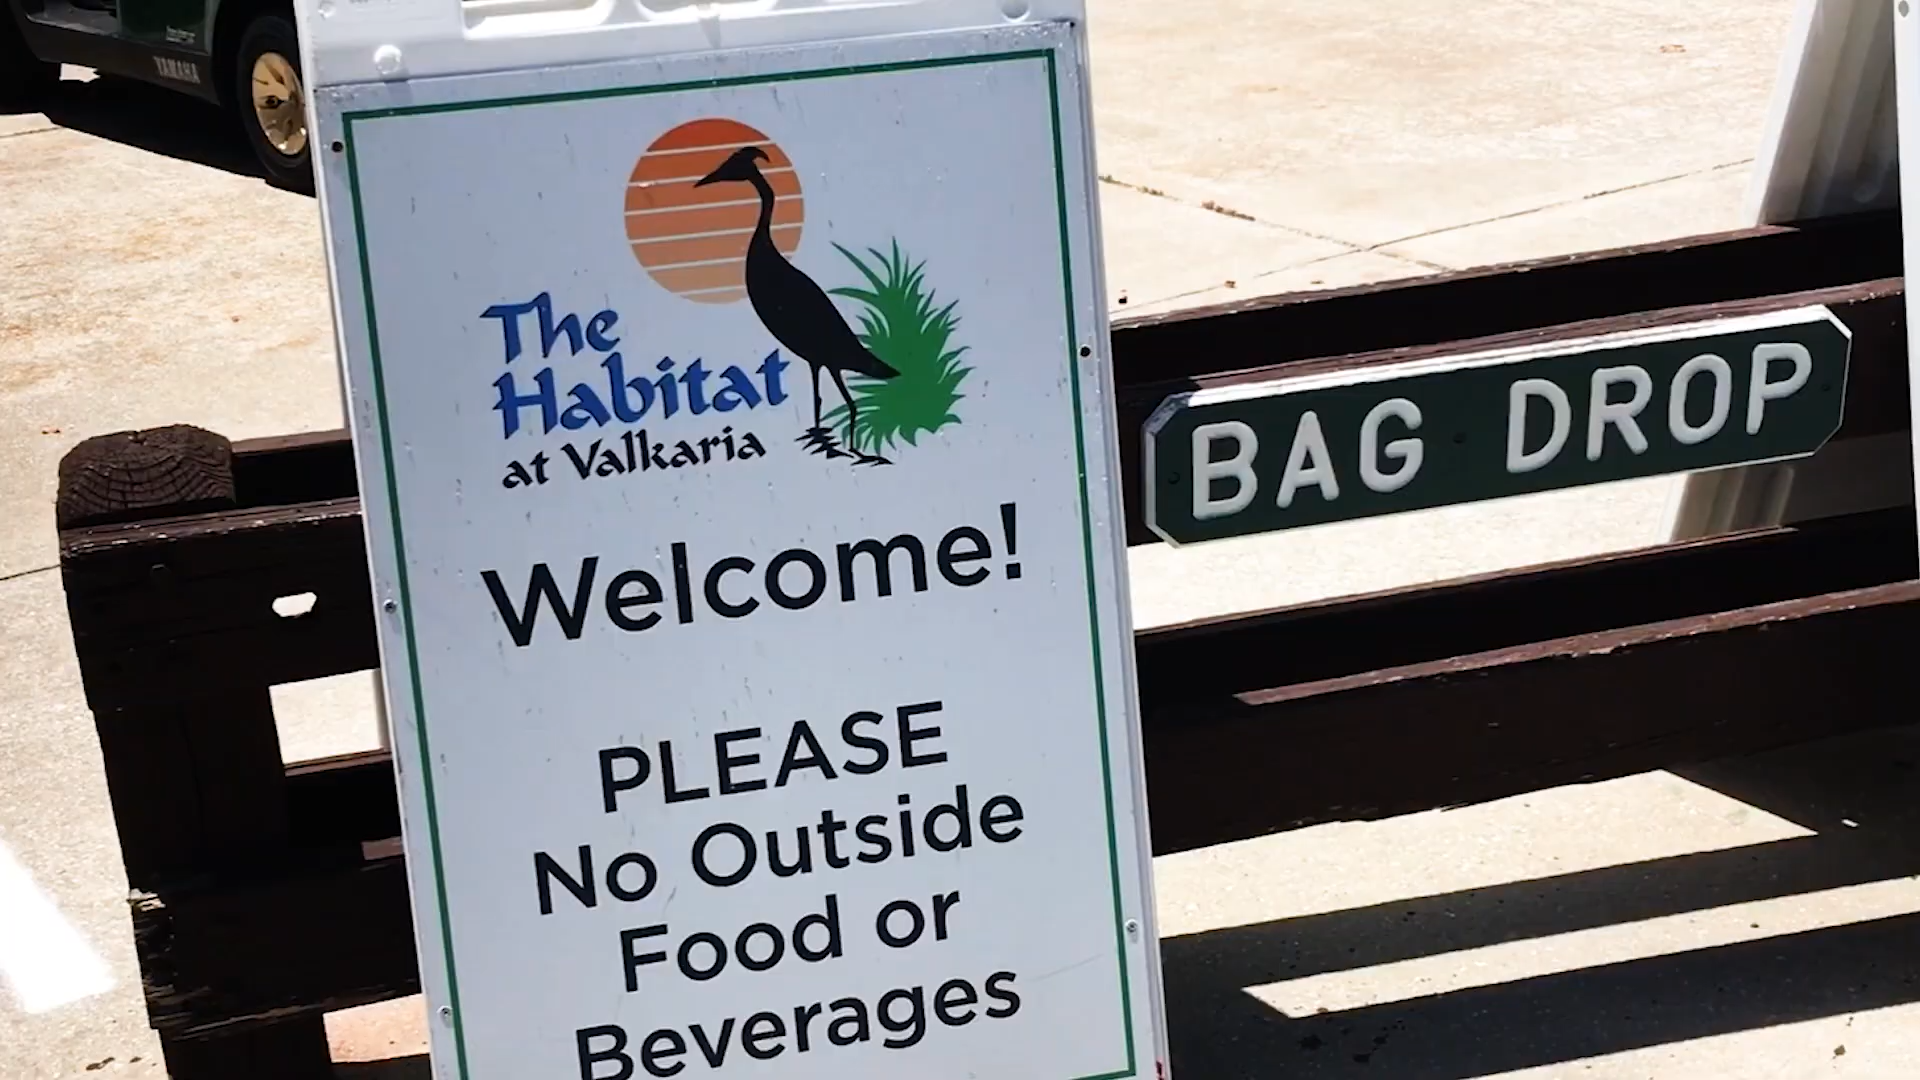 YAMAHA
The
Habitat
at Valkaria
Welcome!
PLEASE
No Outside
Food or
Beverages
BAG DROP